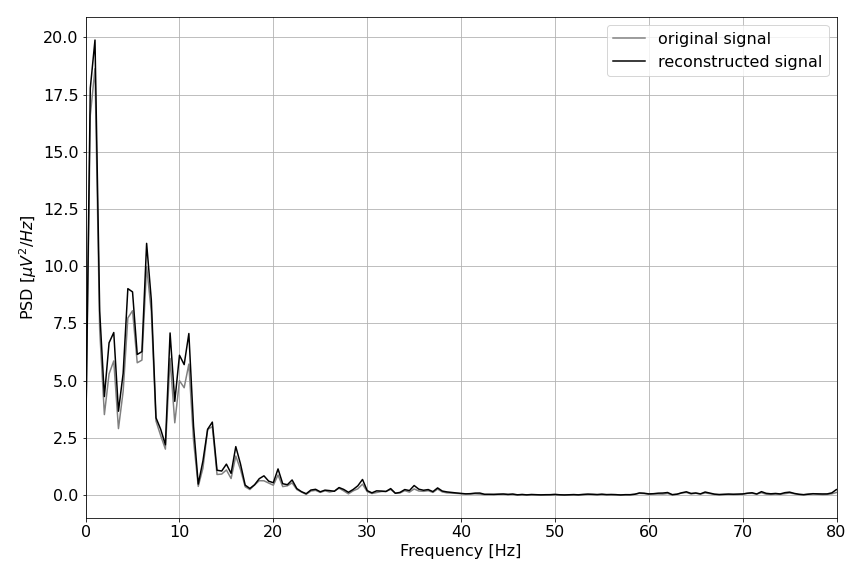 original signal
reconstructed signal
20.0
17.5
15.0
12.5
10.0
7.5
5.0
2.5
0.0
PSD [μV²/Hz]
0 10 20 30 40 50 60 70 80
Frequency [Hz]